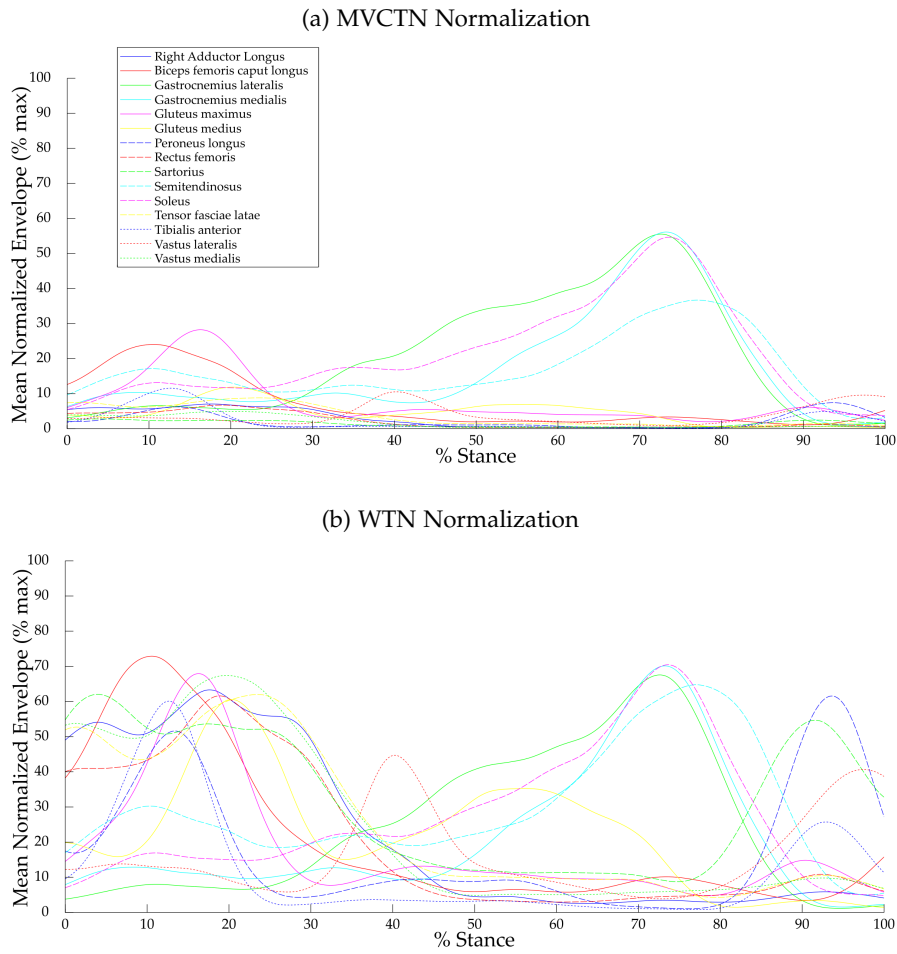 (a) MVCTN Normalization
Right Adductor Longus
Biceps femoris caput longus
Gastrocnemius lateralis
Gastrocnemius medialis
Gluteus maximus
Gluteus medius
Peroneus longus
Rectus femoris
Sartorius
Semitendinosus
Soleus
Tensor fasciae latae
Tibialis anterior
Vastus lateralis
Vastus medialis
Mean Normalized Envelope (% max)
100
90
80
70
60
50
40
30
20
10
0
0 10 20 30 40 50 60 70 80 90 100
% Stance
(b) WTN Normalization
Mean Normalized Envelope (% max)
100
90
80
70
60
50
40
30
20
10
0
0 10 20 30 40 50 60 70 80 90 100
% Stance